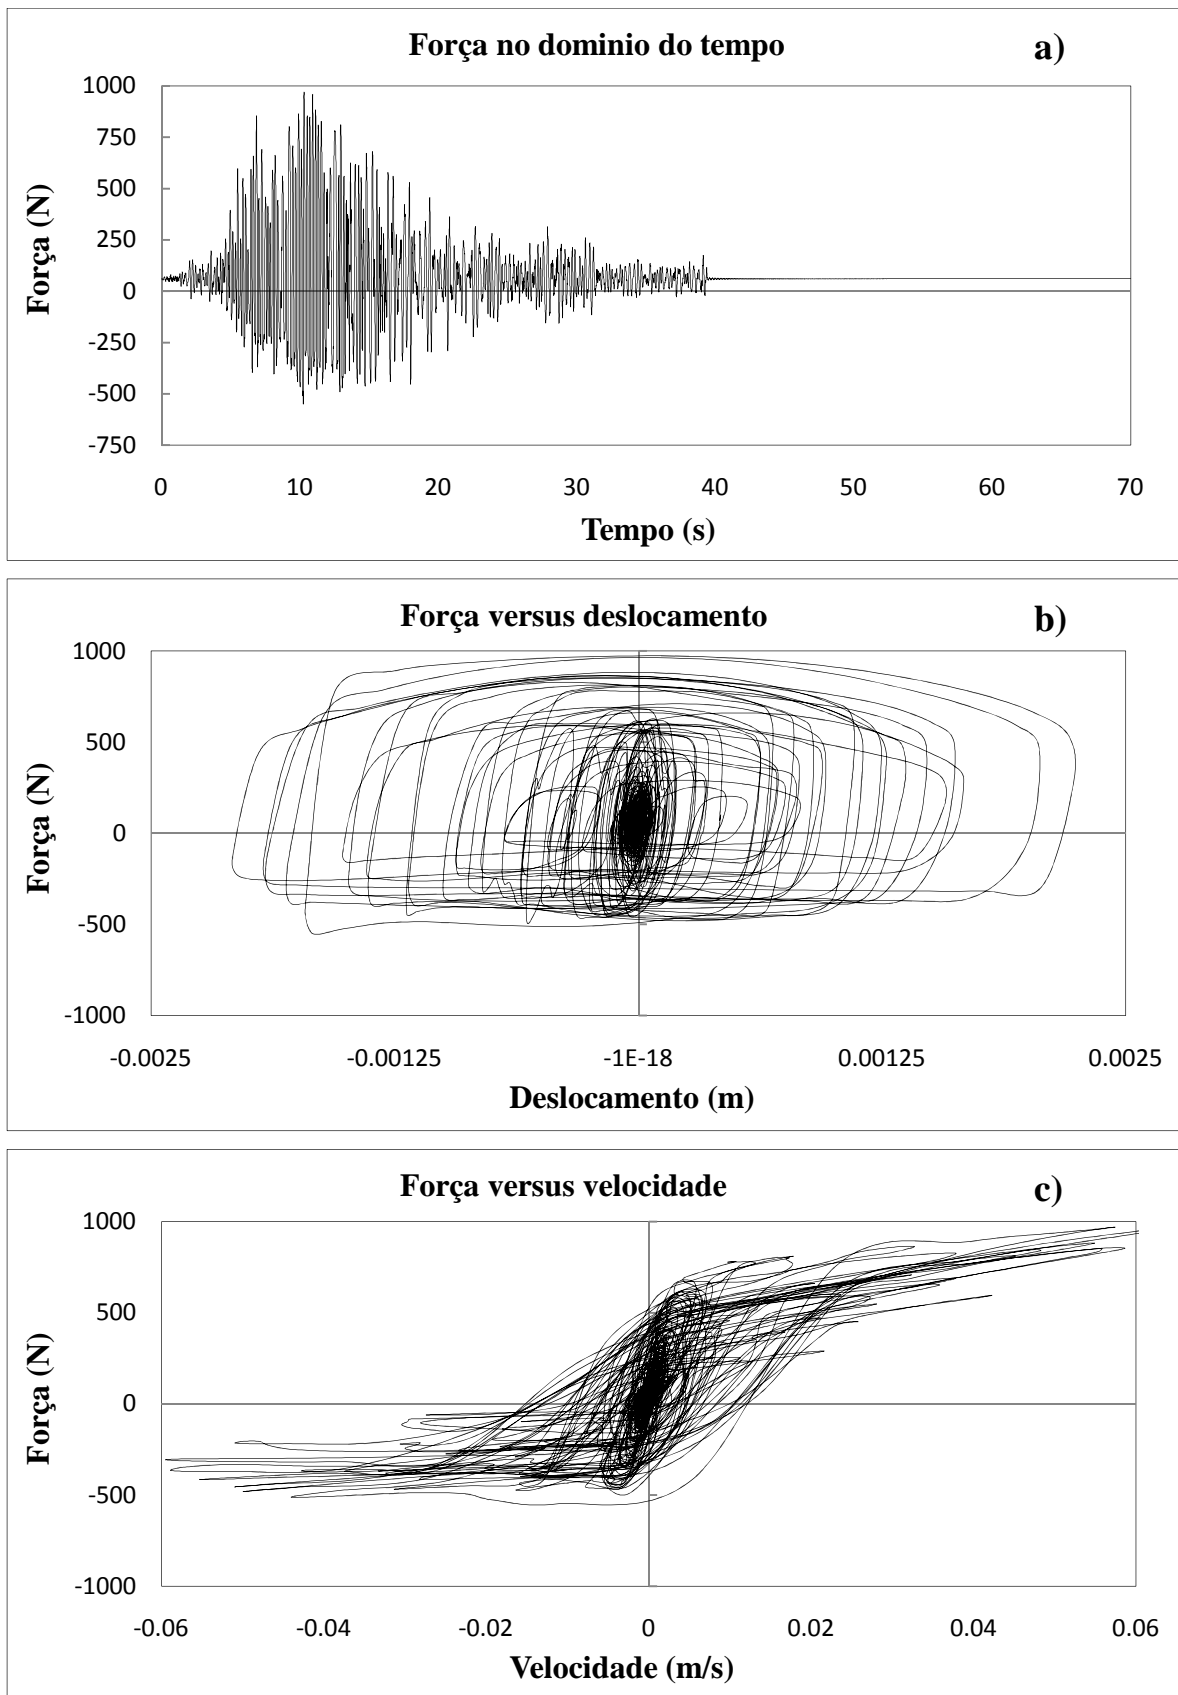 Força no dominio do tempo
a)
1000
750
500
250
0
-250
-500
-750
Força (N)
0 10 20 30 40 50 60 70
Tempo (s)
Força versus deslocamento
b)
1000
500
0
-500
-1000
Força (N)
-0.0025 -0.00125 -1E-18 0.00125 0.0025
Deslocamento (m)
Força versus velocidade
c)
1000
500
0
-500
-1000
Força (N)
-0.06 -0.04 -0.02 0 0.02 0.04 0.06
Velocidade (m/s)